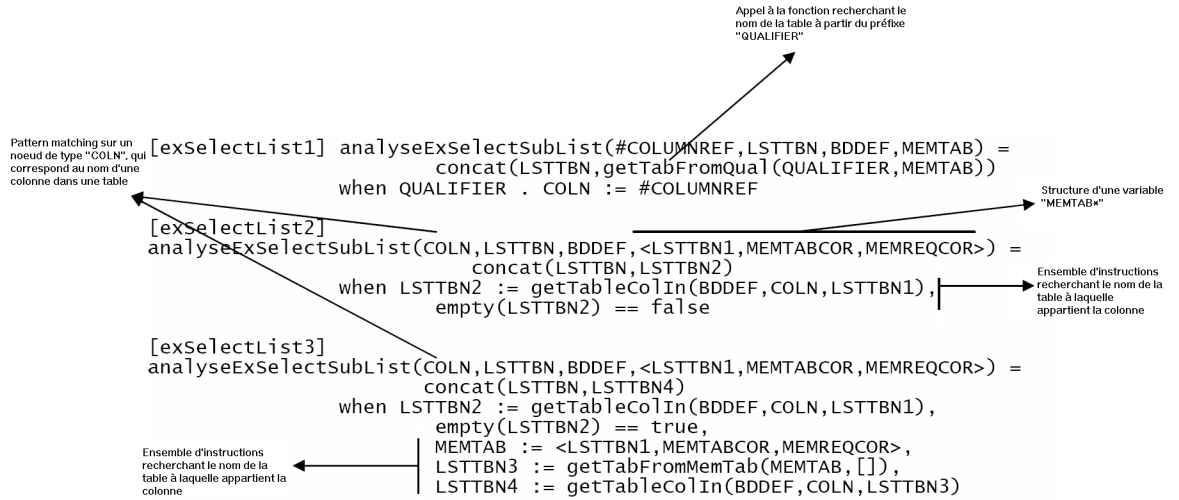 Appel à la fonction recherchant le
nom de la table à partir du préfixe
"QUALIFIER"
Pattern matching sur un
noeud de type "COLN", qui
correspond au nom d'une
colonne dans une table
[exSelectList1] analyseExSelectSubList(#COLUMNREF,LSTTBN,BDDEF,MEMTAB) =
concat(LSTTBN,getTabFromQual(QUALIFIER,MEMTAB))
when QUALIFIER . COLN := #COLUMNREF
Structure d'une variable
"MEMTAB*"
[exSelectList2]
analyseExSelectSubList(COLN,LSTTBN,BDDEF,<LSTTBN1,MEMTABCOR,MEMREQCOR>) =
concat(LSTTBN,LSTTBN2)
when LSTTBN2 := getTableColIn(BDDEF,COLN,LSTTBN1),
empty(LSTTBN2) == false
Ensemble d'instructions
recherchant le nom de la
table à laquelle
appartient la colonne
[exSelectList3]
analyseExSelectSubList(COLN,LSTTBN,BDDEF,<LSTTBN1,MEMTABCOR,MEMREQCOR>) =
concat(LSTTBN,LSTTBN4)
when LSTTBN2 := getTableColIn(BDDEF,COLN,LSTTBN1),
empty(LSTTBN2) == true,
MEMTAB := <LSTTBN1,MEMTABCOR,MEMREQCOR>,
LSTTBN3 := getTabFromMemTab(MEMTAB,[]),
LSTTBN4 := getTableColIn(BDDEF,COLN,LSTTBN3)
Ensemble d'instructions
recherchant le nom de la
table à laquelle appartient la
colonne